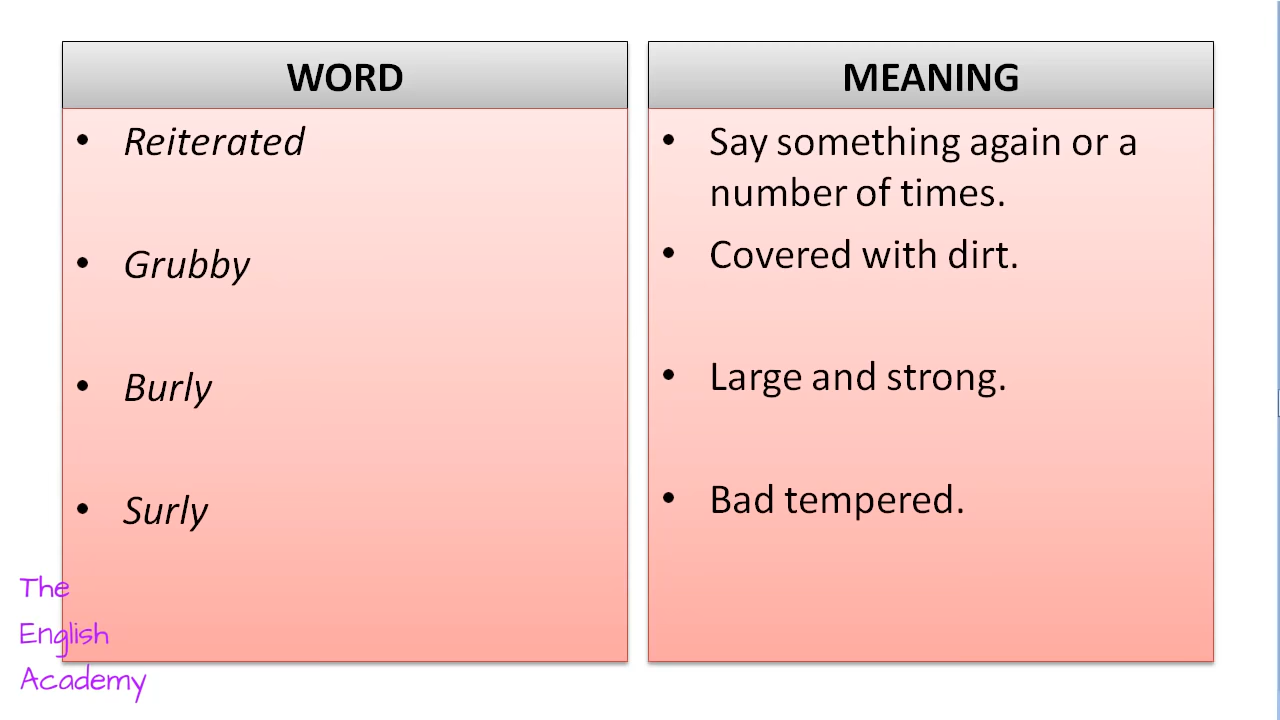 WORD
• Reiterated
• Grubby
• Burly
• Surly
MEANING
• Say something again or a
number of times.
• Covered with dirt.
• Large and strong.
• Bad tempered.
The
English
Academy